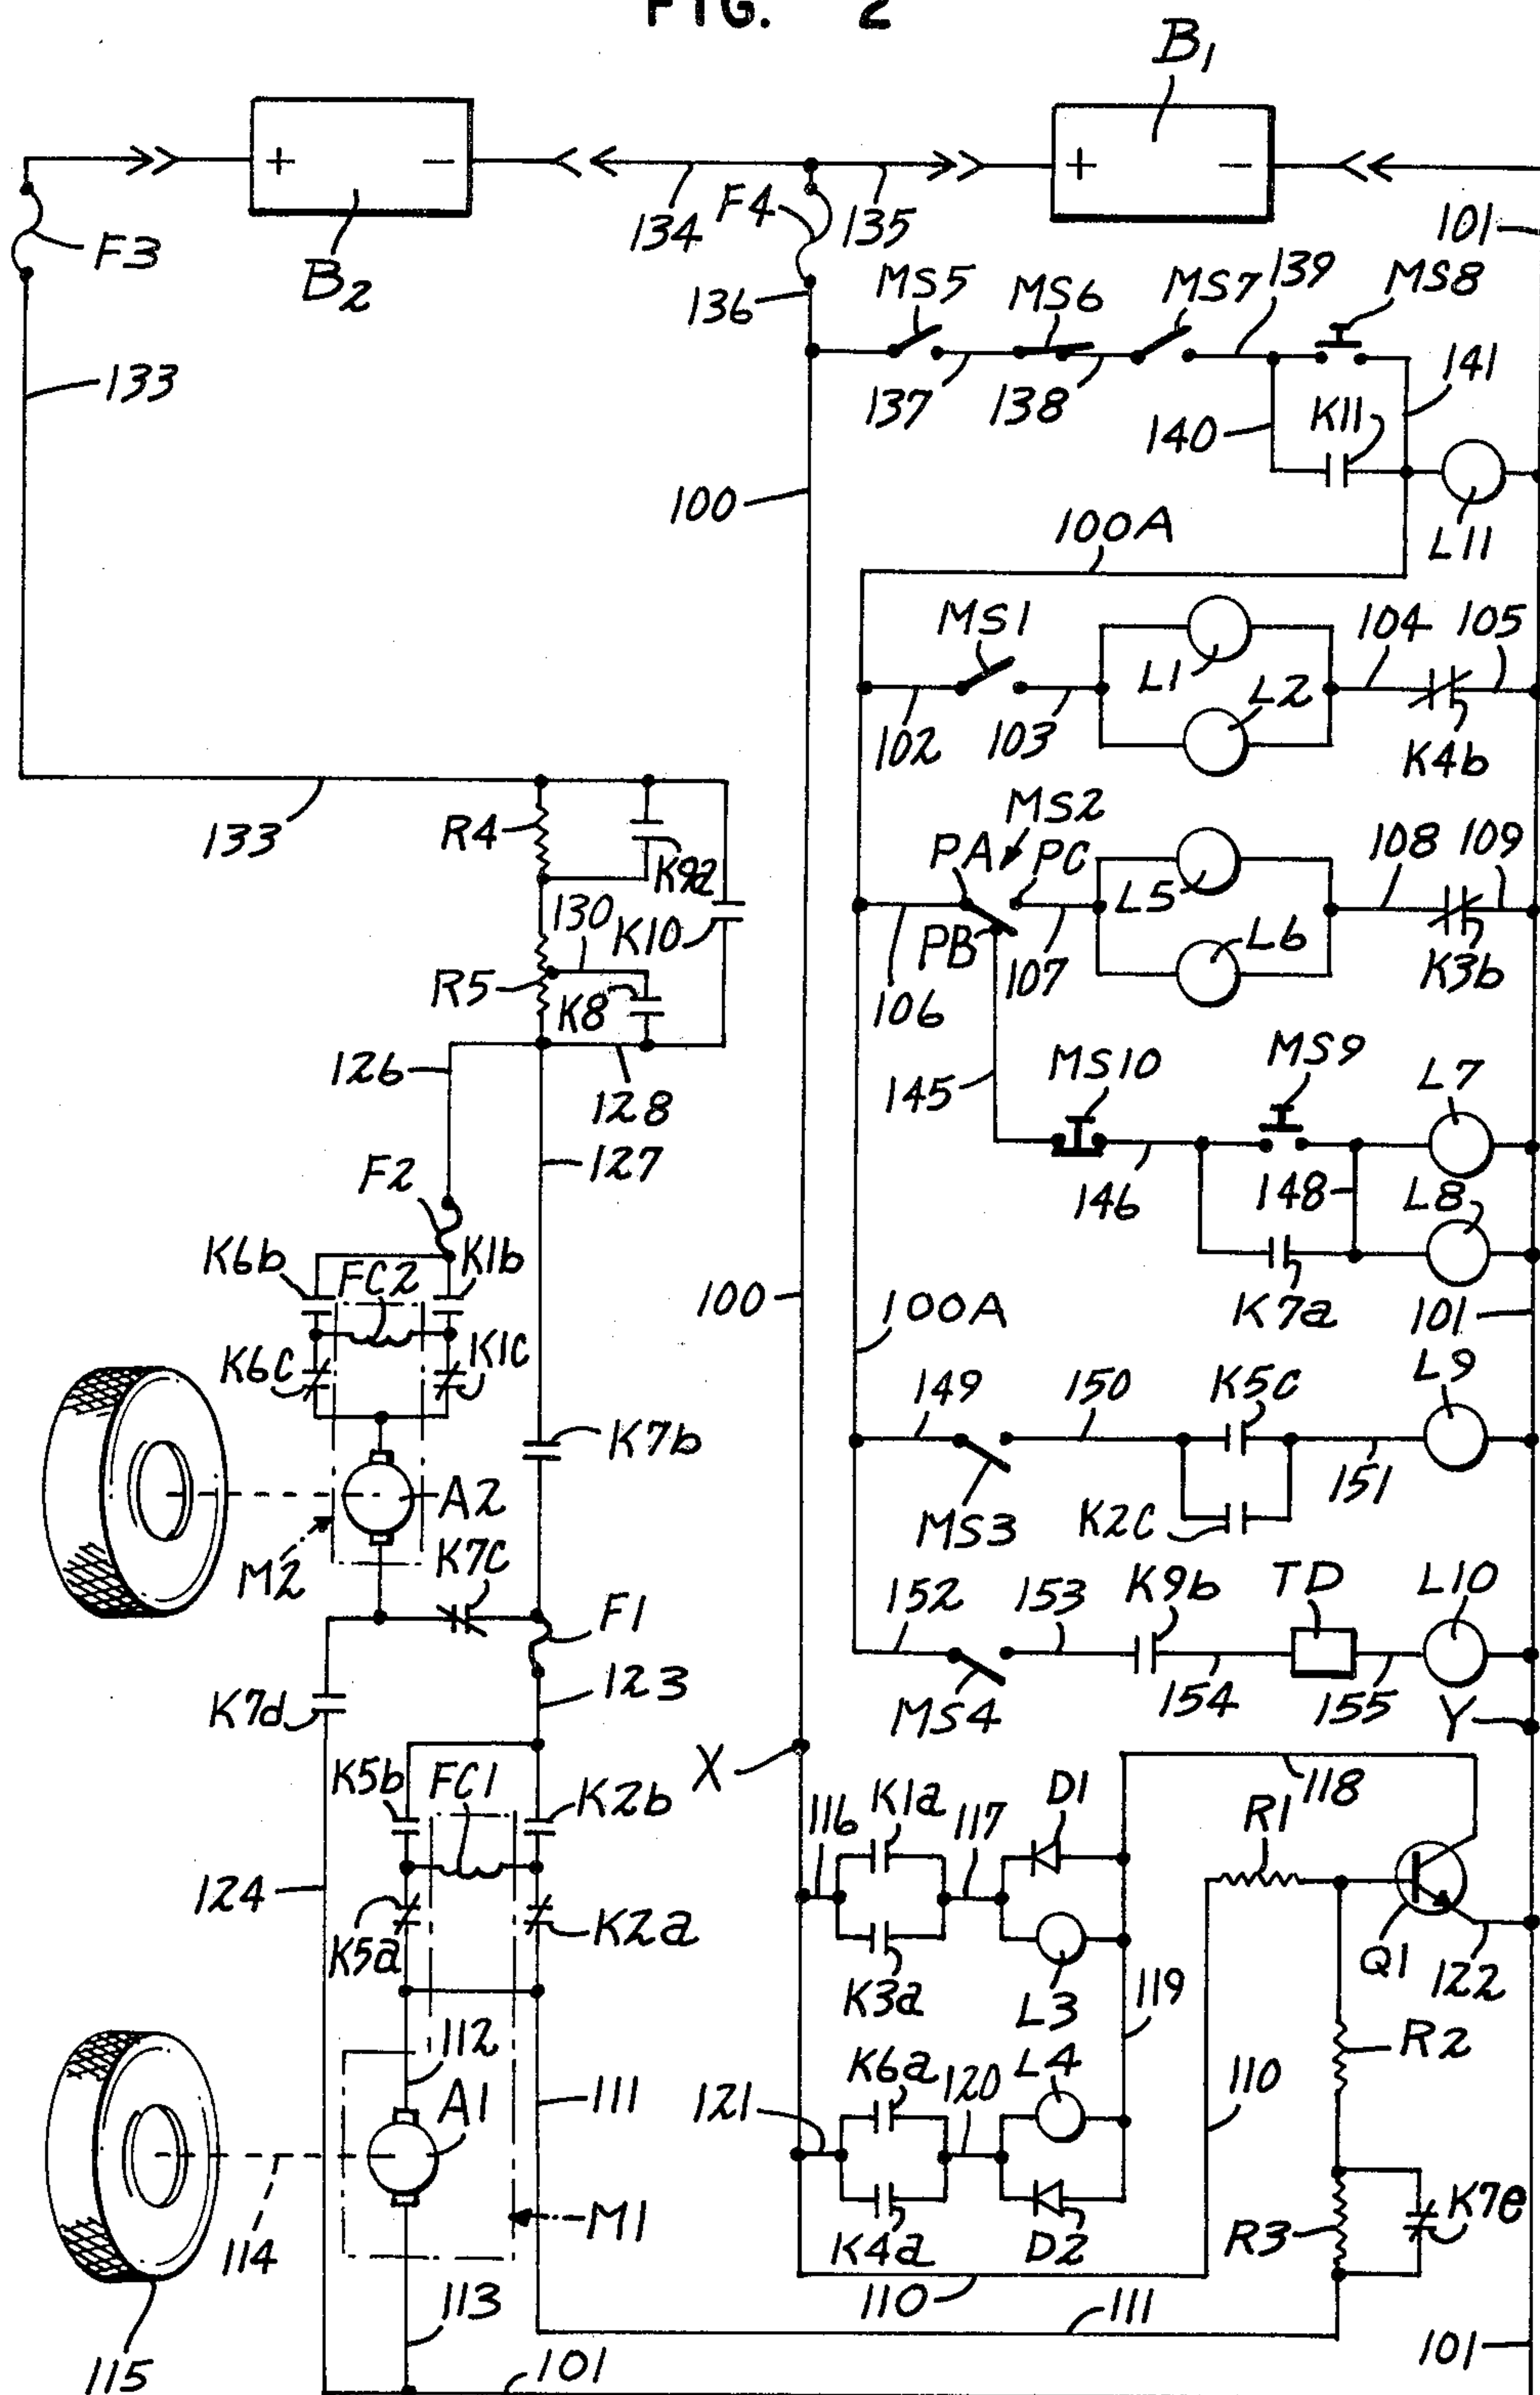 FIG. 2
B1
+ -
+ -
134
F4
135
101
F3
B2
136
MS5
MS6
MS7
139
MS8
133
137
138
141
140
K11
100
L11
100A
MS1
L1
104
105
L2
102
103
K4b
133
R4
K9a
MS2
PA
PC
L5
108
109
130
K10
PB
107
L6
K3b
R5
K8
106
126
128
145
MS10
MS9
L7
127
F2
146
148
L8
K6b
FC2
K1b
100
100A
K7a
101
K6c
K1c
149
150
K5c
L9
K7b
A2
MS3
K2c
151
M2
K7c
F1
152
153
K9b
TD
L10
123
K7d
MS4
154
155
Y
X
K5b
FC1
K2b
116
K1a
117
D1
118
R1
124
K5a
K2a
K3a
L3
119
Q1
122
112
R2
A1
111
121
K6a
120
L4
110
M1
K4a
D2
R3
K7e
114
110
113
111
115
101
101